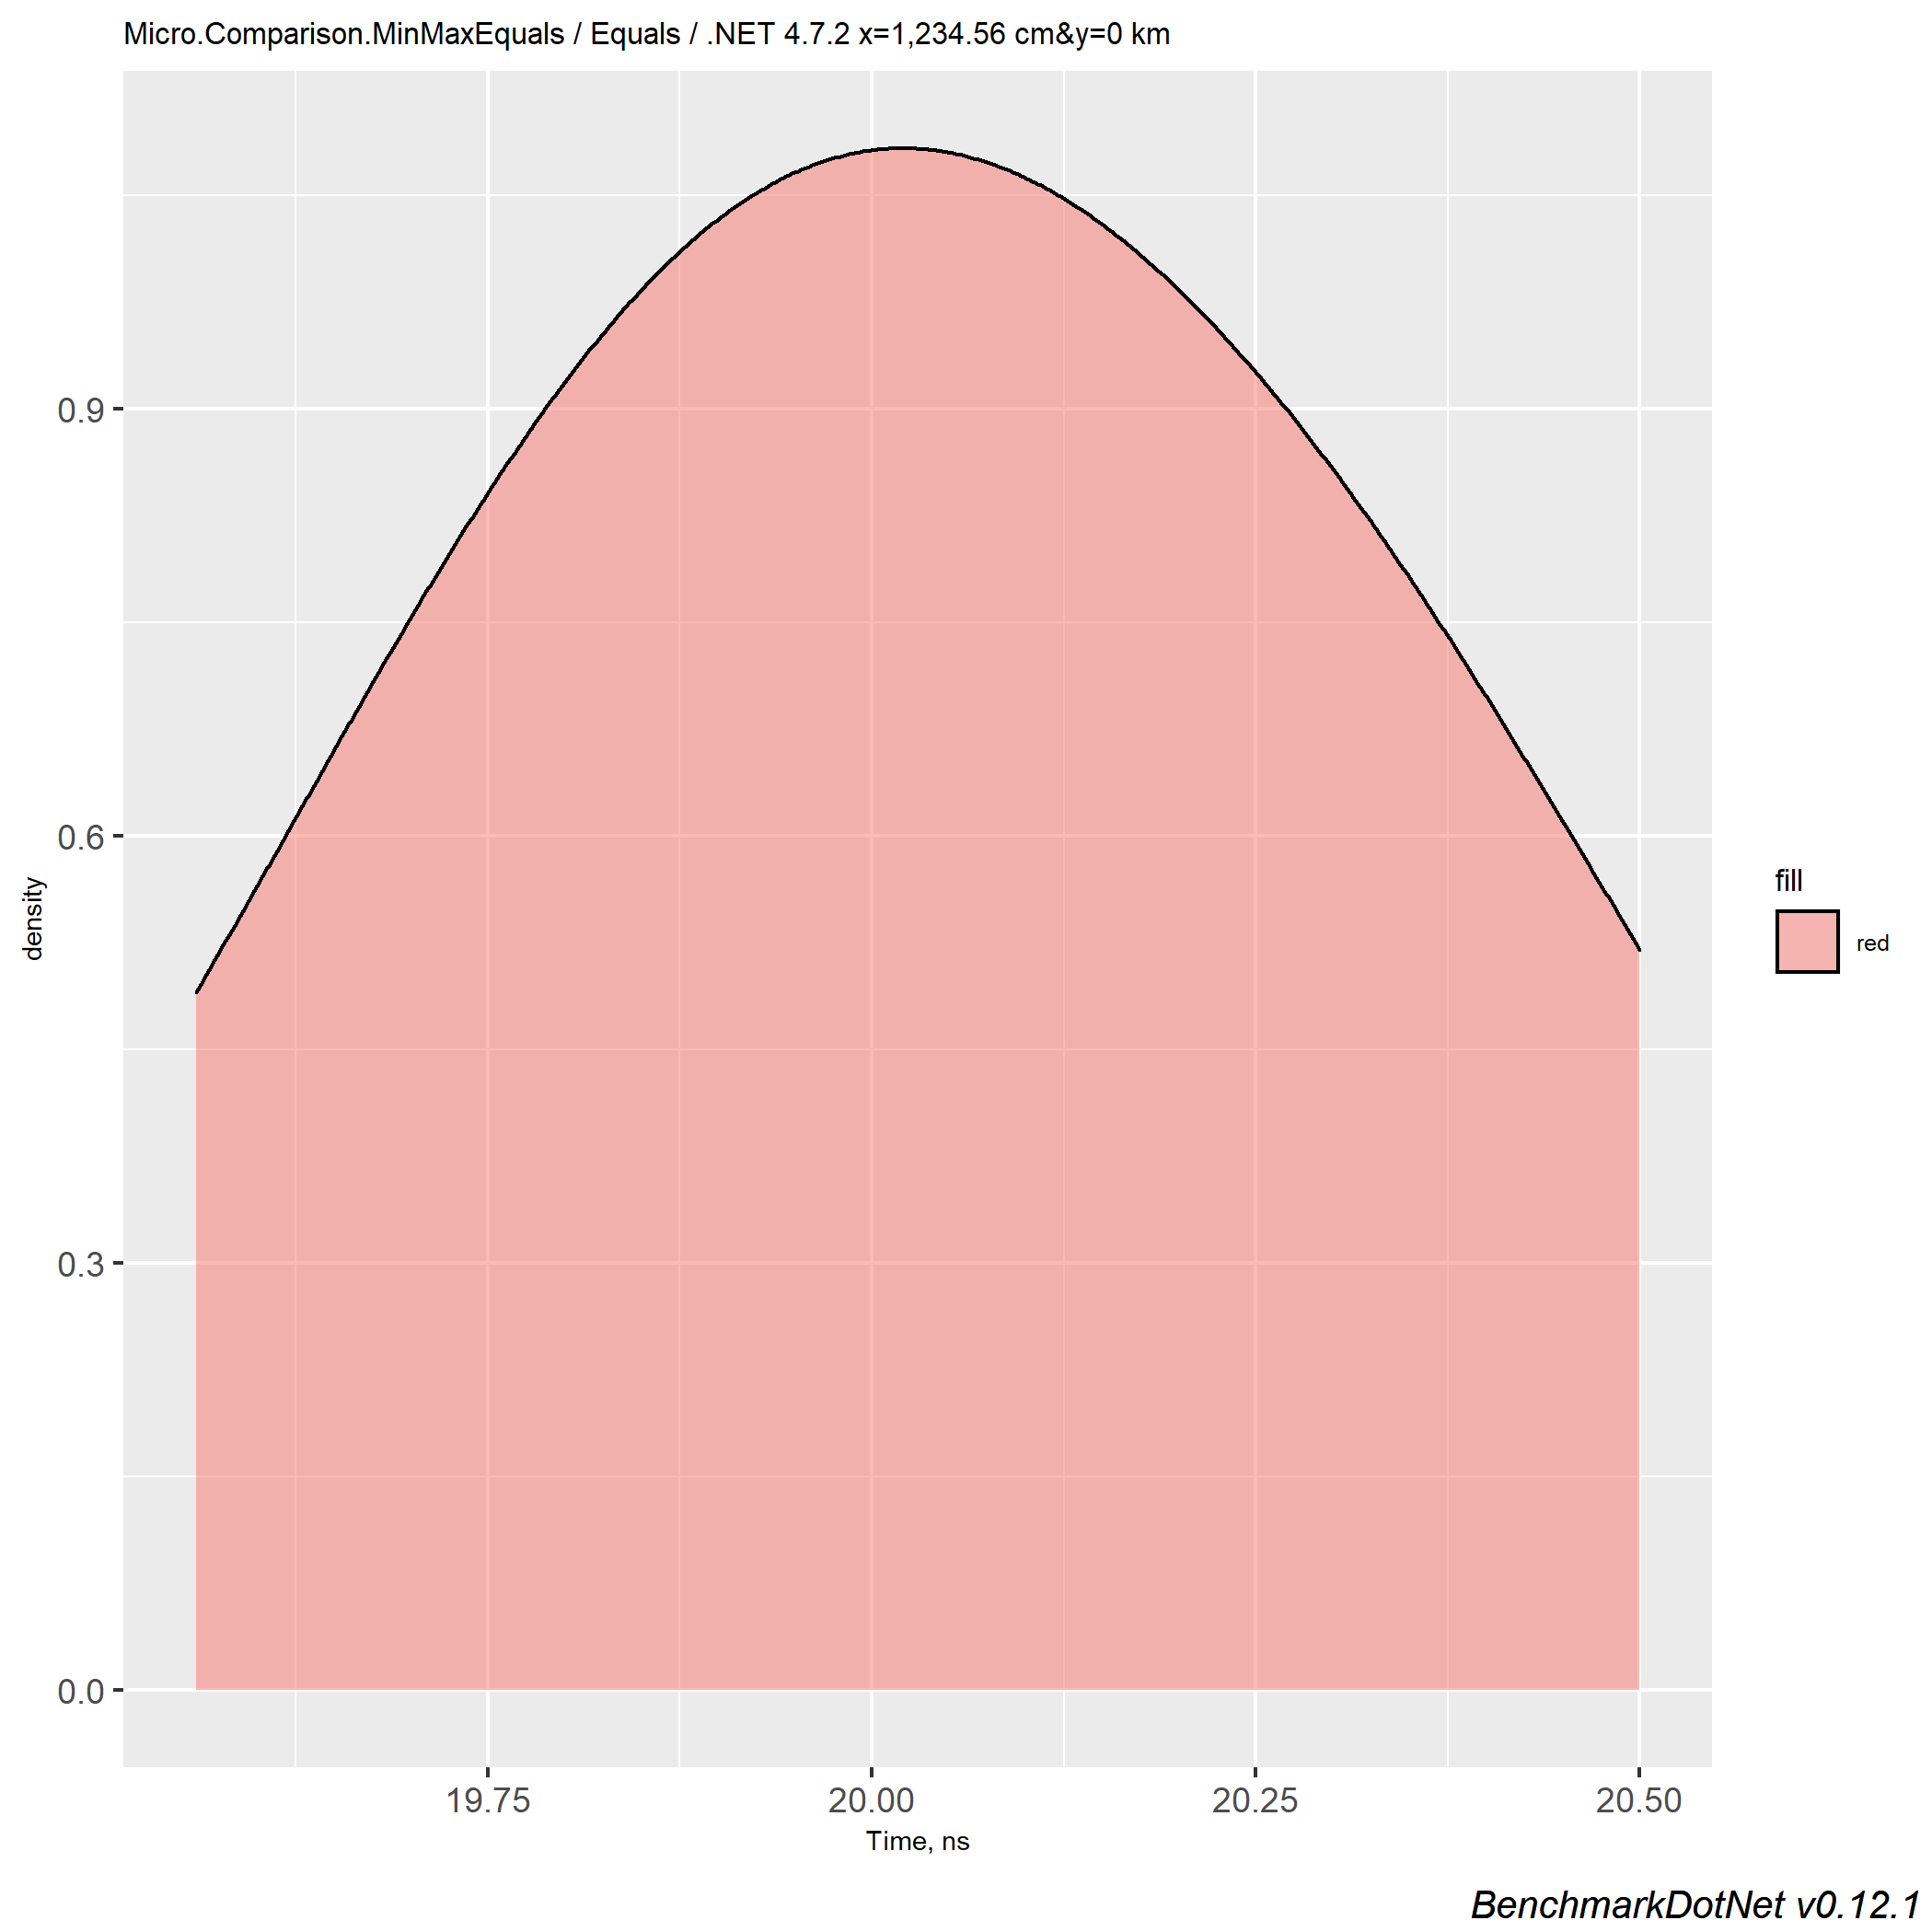 Micro.Comparison.MinMaxEquals / Equals / .NET 4.7.2 x=1,234.56 cm&y=0 km
0.9
0.6
0.3
0.0
density
19.75 20.00 20.25 20.50
Time, ns
fill
red
BenchmarkDotNet v0.12.1